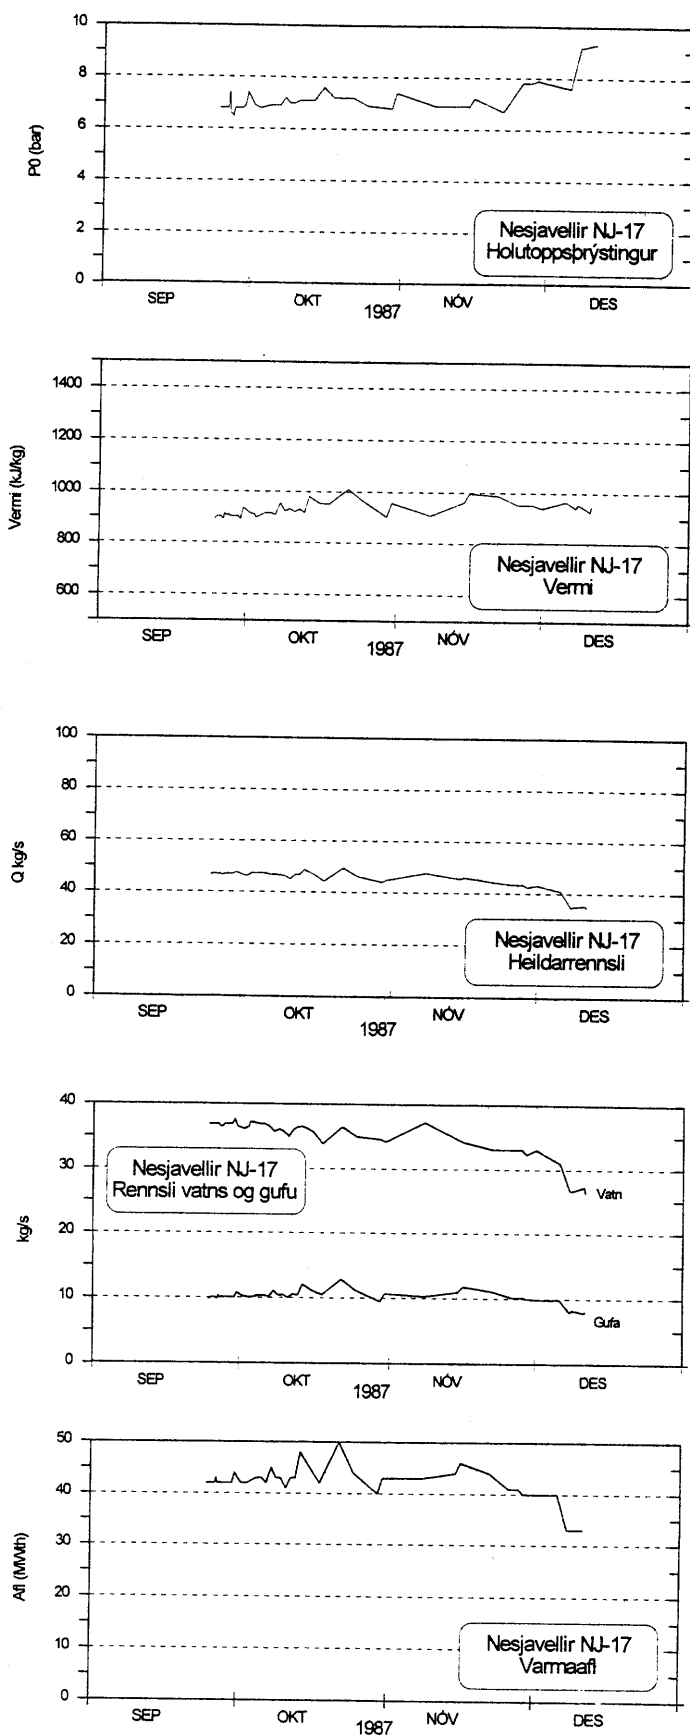 10
8
6
4
2
0
P0 (bar)
Nesjavellir NJ-17
Holutoppsþrýstingur
SEP OKT NÓV DES
1987
1400
1200
1000
800
600
Vermi (kJ/kg)
Nesjavellir NJ-17
Vermi
SEP OKT NÓV DES
1987
100
80
60
40
20
0
Q kg/s
Nesjavellir NJ-17
Heildarrennsli
SEP OKT NÓV DES
1987
40
30
20
10
0
kg/s
Nesjavellir NJ-17
Rennsli vatns og gufu
Vatn
Gufa
SEP OKT NÓV DES
1987
50
40
30
20
10
0
Afl (MWth)
Nesjavellir NJ-17
Varmaafl
SEP OKT NÓV DES
1987